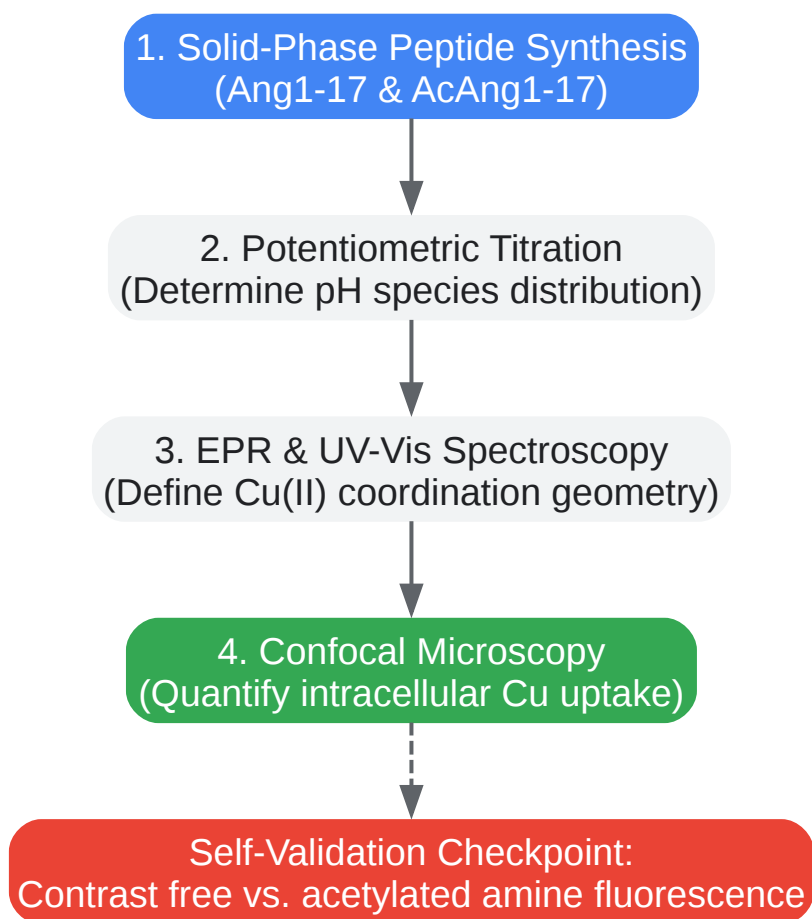 1. Solid-Phase Peptide Synthesis
(Ang1-17 & AcAng1-17)
2. Potentiometric Titration
(Determine pH species distribution)
3. EPR & UV-Vis Spectroscopy
(Define Cu(II) coordination geometry)
4. Confocal Microscopy
(Quantify intracellular Cu uptake)
Self-Validation Checkpoint:
Contrast free vs. acetylated amine fluorescence